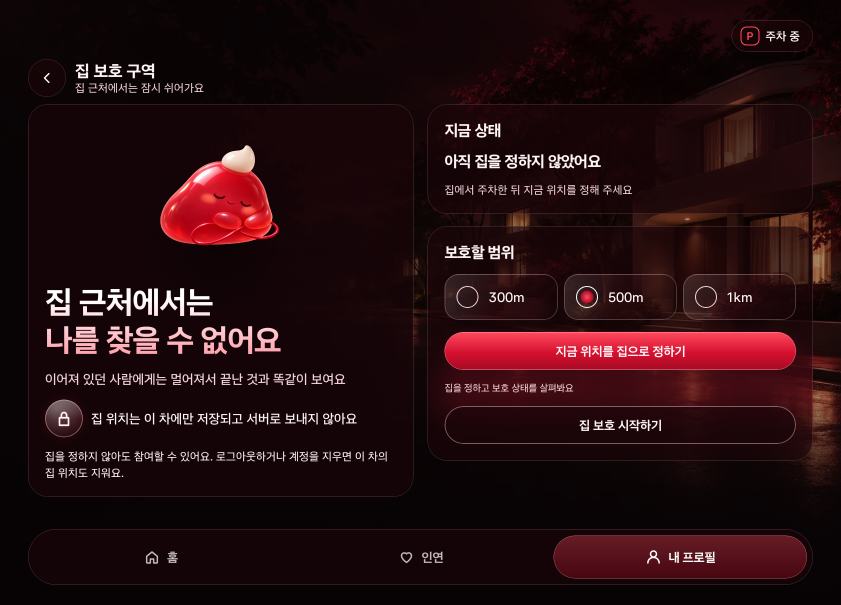 P 주차 중
집 보호 구역
집 근처에서는 잠시 쉬어가요
집 근처에서는
나를 찾을 수 없어요
이어져 있던 사람에게는 멀어져서 끝난 것과 똑같이 보여요
집 위치는 이 차에만 저장되고 서버로 보내지 않아요
집을 정하지 않아도 참여할 수 있어요. 로그아웃하거나 계정을 지우면 이 차의
집 위치도 지워요.
지금 상태
아직 집을 정하지 않았어요
집에서 주차한 뒤 지금 위치를 정해 주세요
보호할 범위
300m 500m 1km
지금 위치를 집으로 정하기
집을 정하고 보호 상태를 살펴봐요
집 보호 시작하기
홈 인연 내 프로필